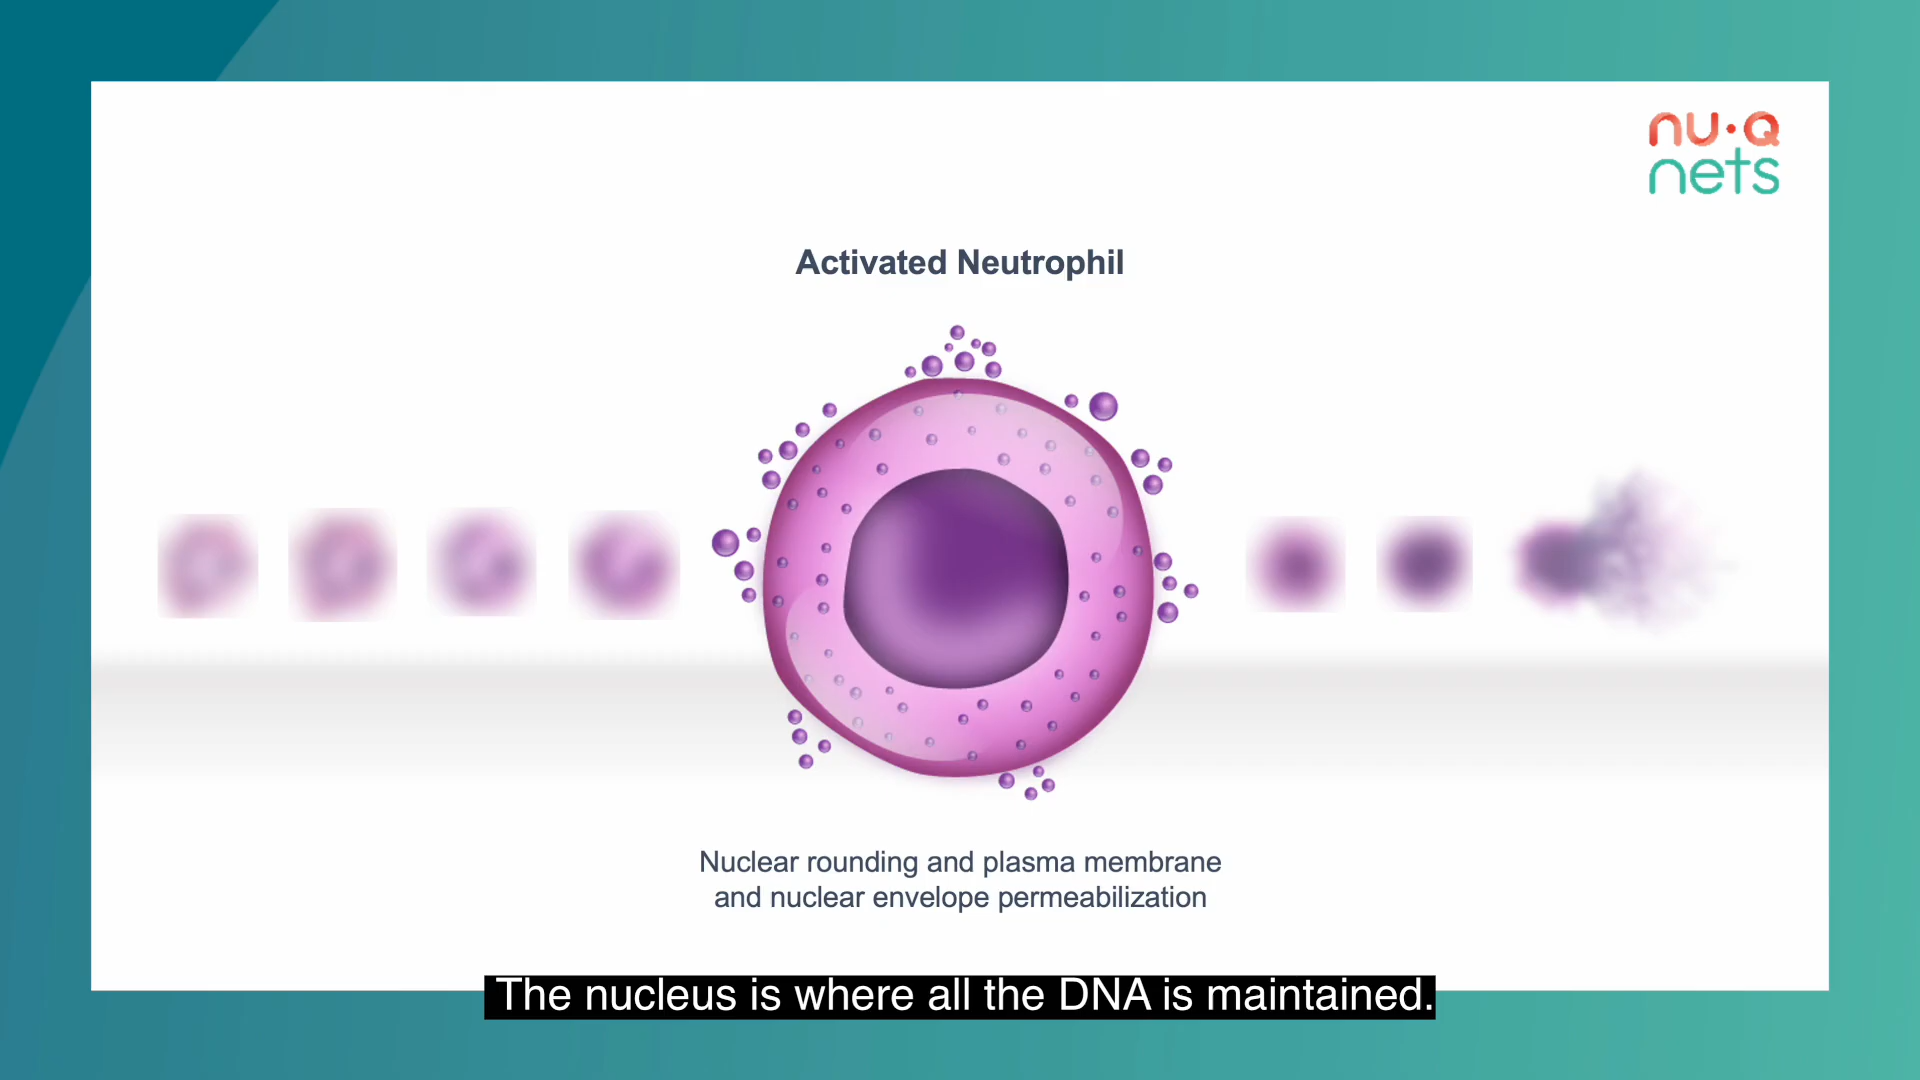 nu·Q
nets
Activated Neutrophil
Nuclear rounding and plasma membrane
and nuclear envelope permeabilization
The nucleus is where all the DNA is maintained.